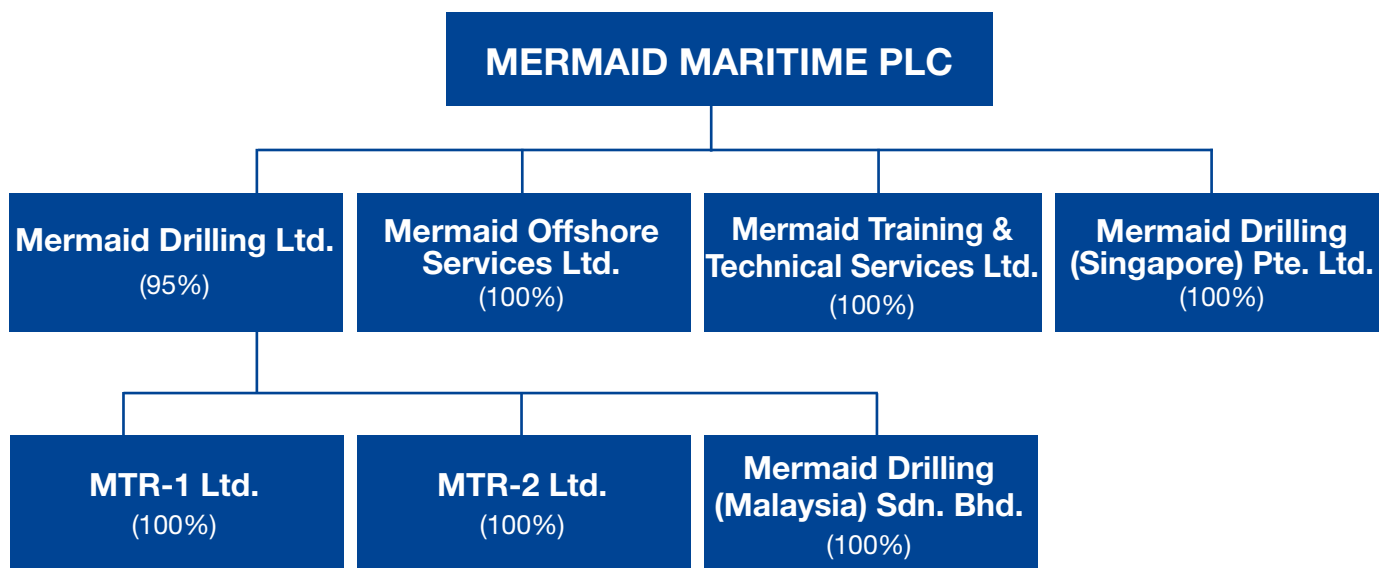 MERMAID MARITIME PLC
Mermaid Drilling Ltd.
(95%)
Mermaid Offshore
Services Ltd.
(100%)
Mermaid Training &
Technical Services Ltd.
(100%)
Mermaid Drilling
(Singapore) Pte. Ltd.
(100%)
MTR-1 Ltd.
(100%)
MTR-2 Ltd.
(100%)
Mermaid Drilling
(Malaysia) Sdn. Bhd.
(100%)